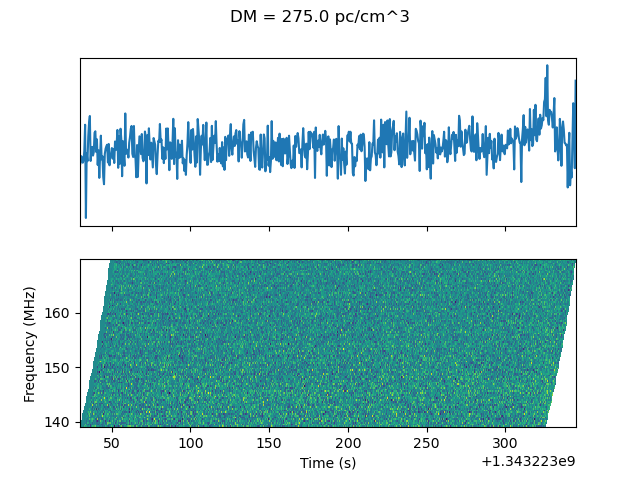 DM = 275.0 pc/cm^3
Frequency (MHz)
160
150
140
50 100 150 200 250 300
Time (s)
+1.343223e9